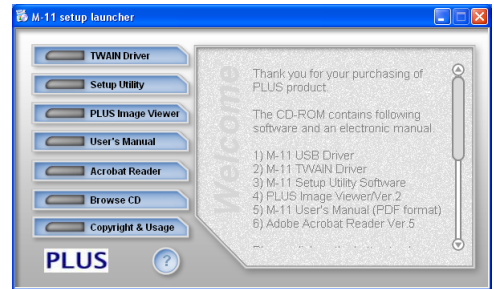 M-11 setup launcher
TWAIN Driver
Setup Utility
PLUS Image Viewer
User's Manual
Acrobat Reader
Browse CD
Copyright & Usage
PLUS
?
Welcome
Thank you for your purchasing of
PLUS product.
The CD-ROM contains following
software and an electronic manual.
1) M-11 USB Driver
2) M-11 TWAIN Driver
3) M-11 Setup Utility Software
4) PLUS Image Viewer/Ver.2
5) M-11 User's Manual (PDF format)
6) Adobe Acrobat Reader Ver.5